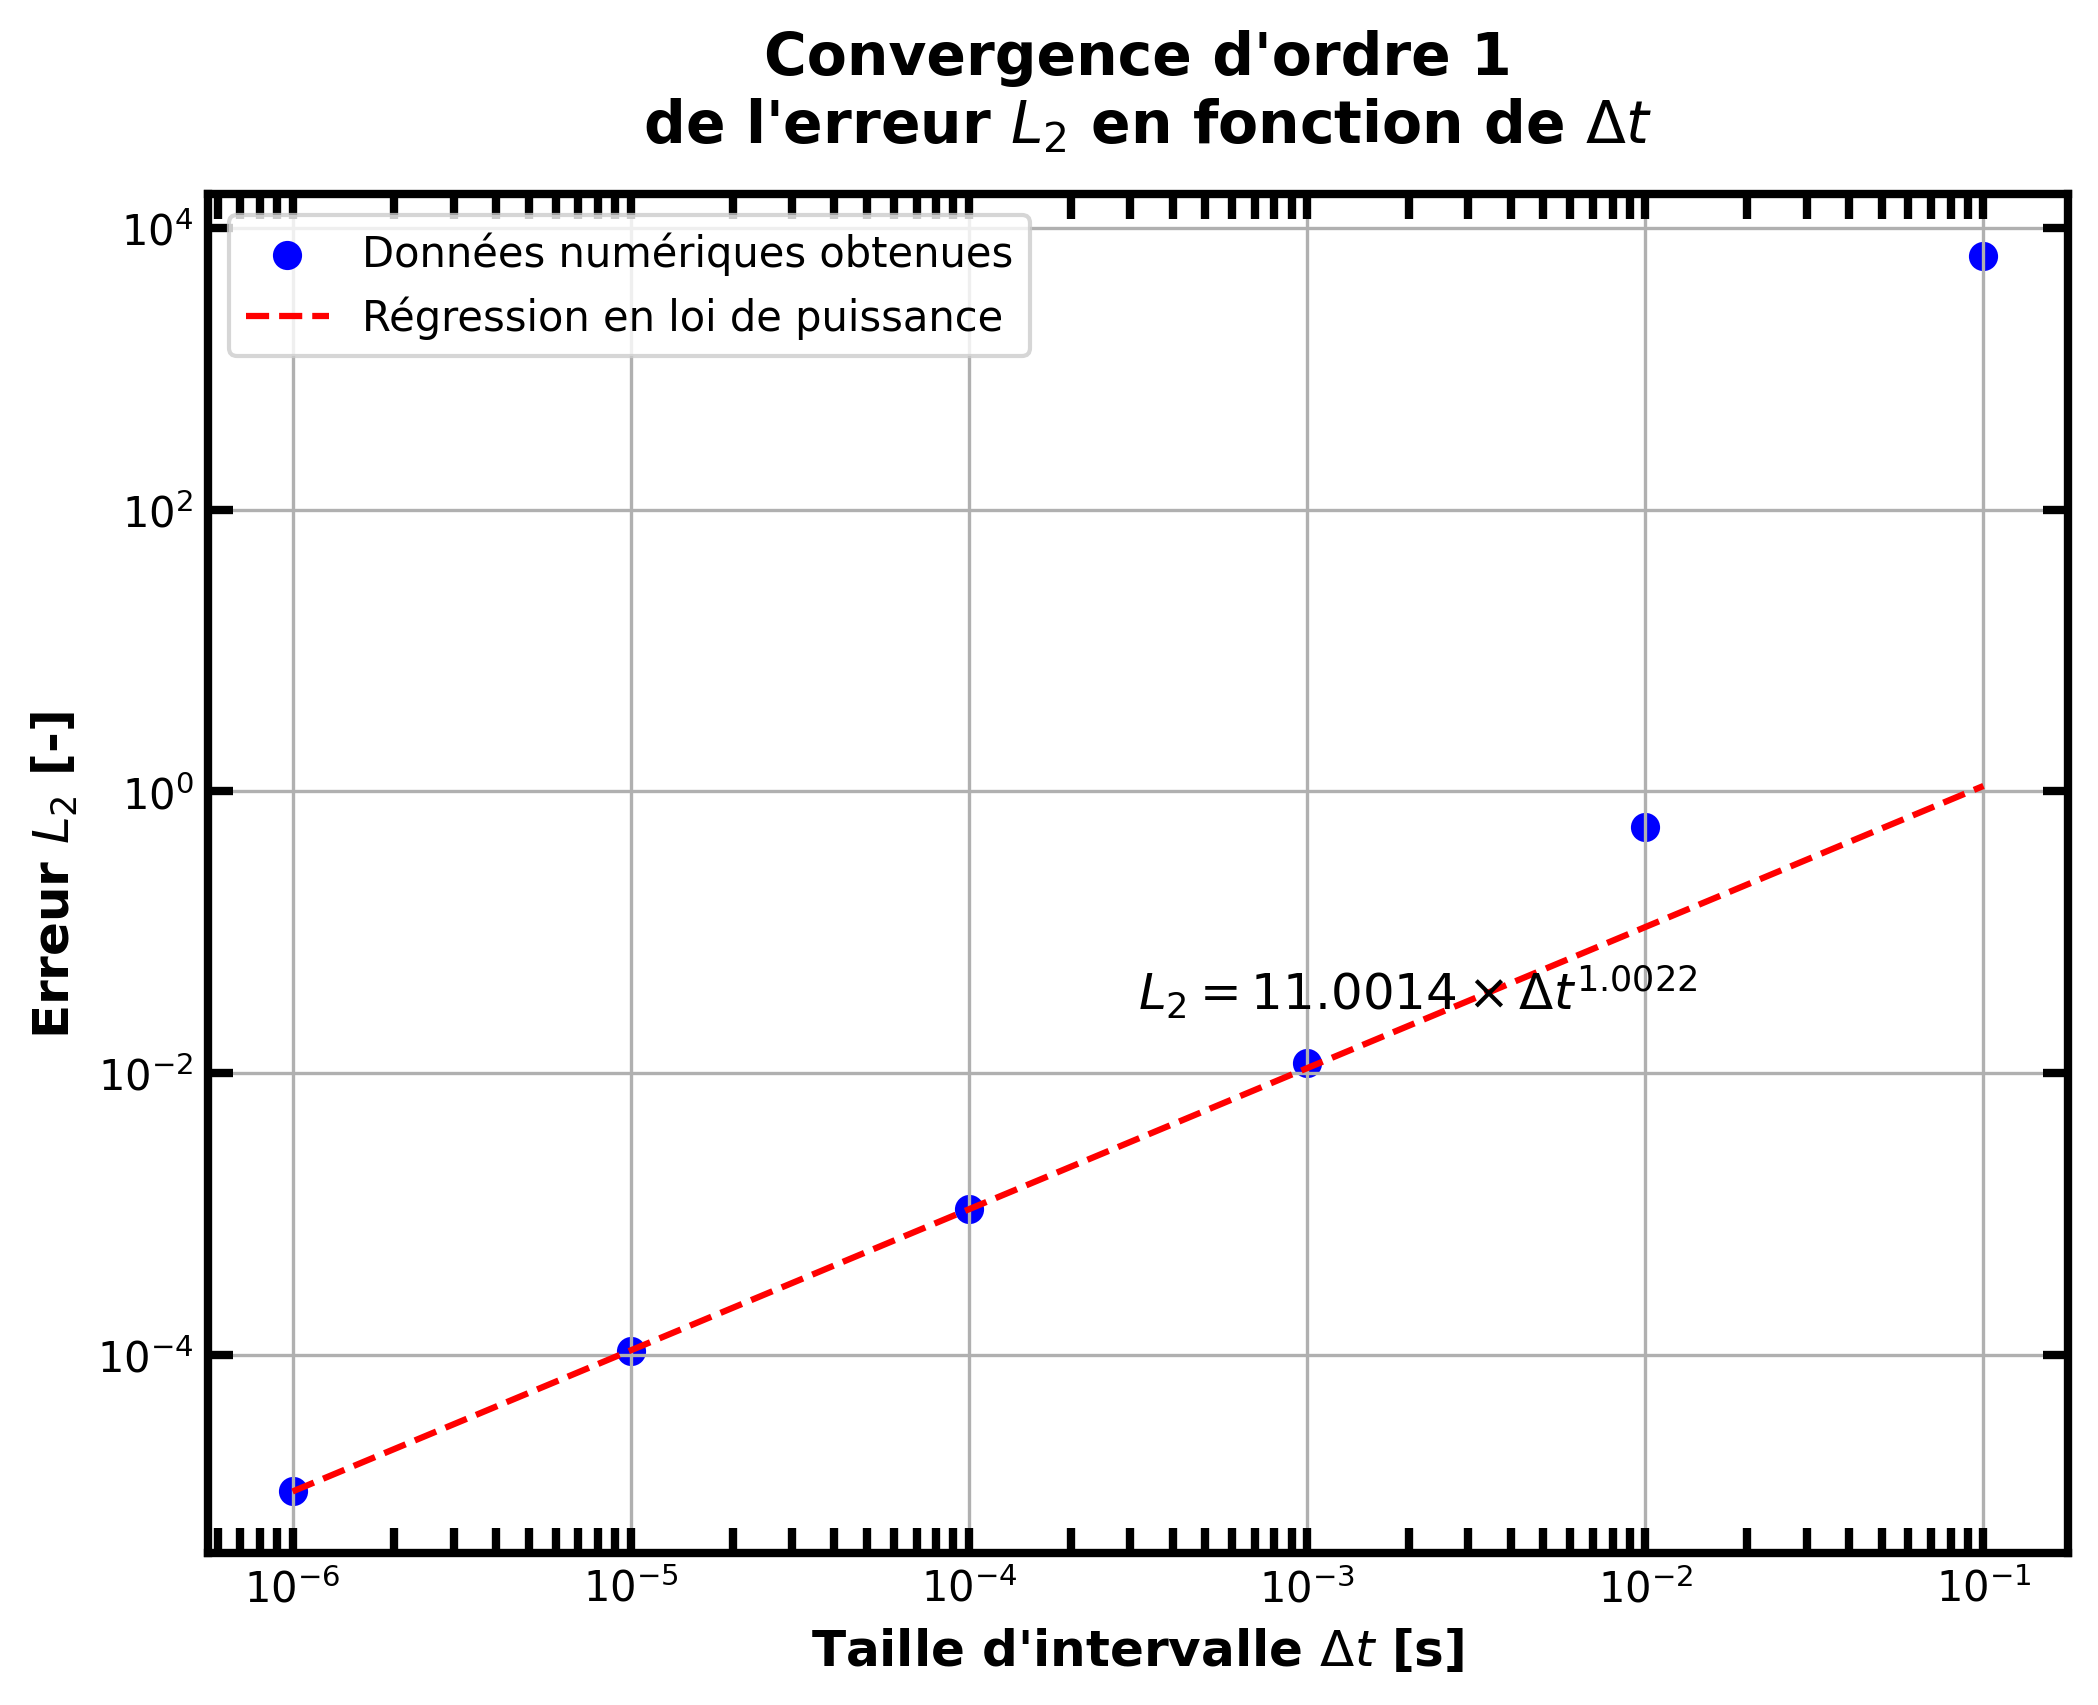 Convergence d'ordre 1
de l'erreur L₂ en fonction de Δt
Données numériques obtenues
Régression en loi de puissance
10⁴
10²
10⁰
10⁻²
10⁻⁴
Erreur L₂ [-]
L₂ = 11.0014 × Δt¹·⁰⁰²²
10⁻⁶ 10⁻⁵ 10⁻⁴ 10⁻³ 10⁻² 10⁻¹
Taille d'intervalle Δt [s]